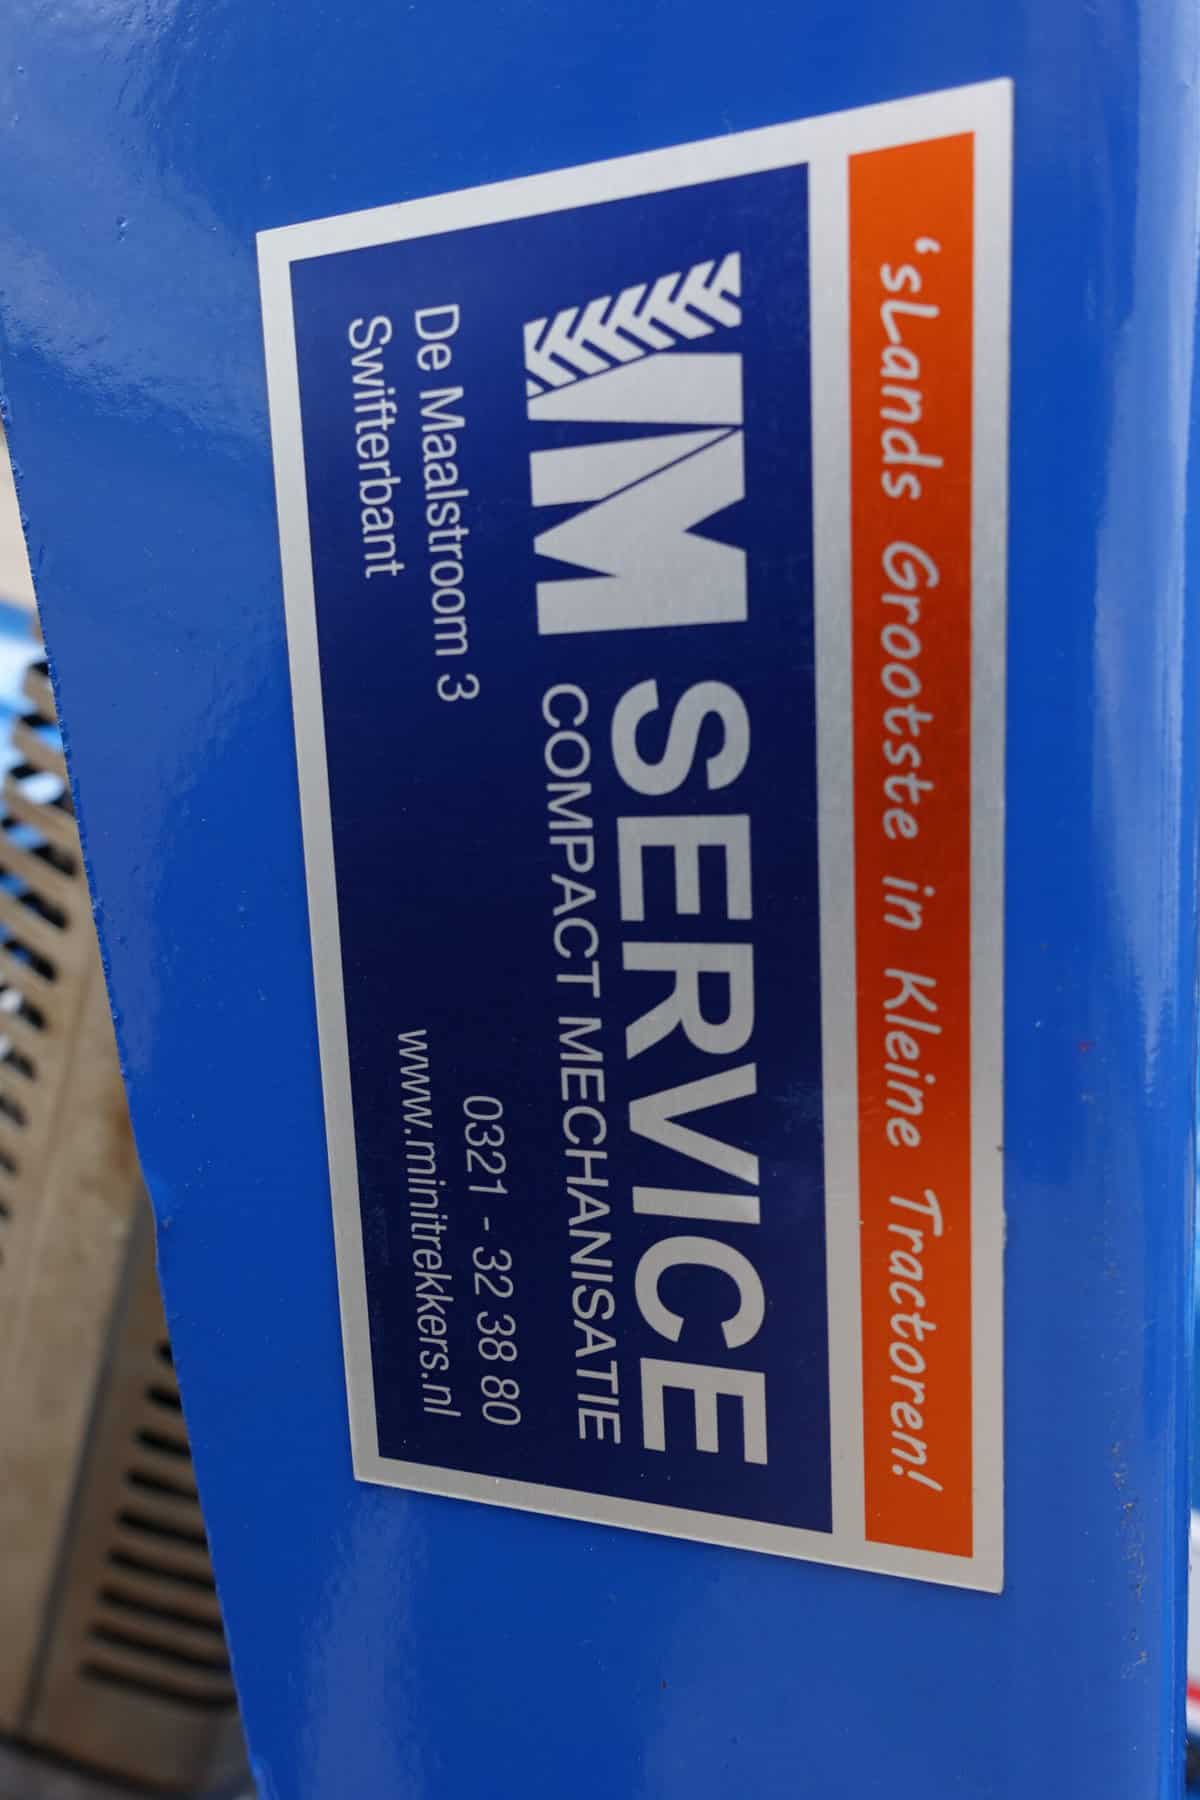 ‘sLands Grootste in Kleine Tractoren!
MM SERVICE
COMPACT MECHANISATIE
De Maalstroom 3
Swifterbant
0321 - 32 38 80
www.minitrekkers.nl